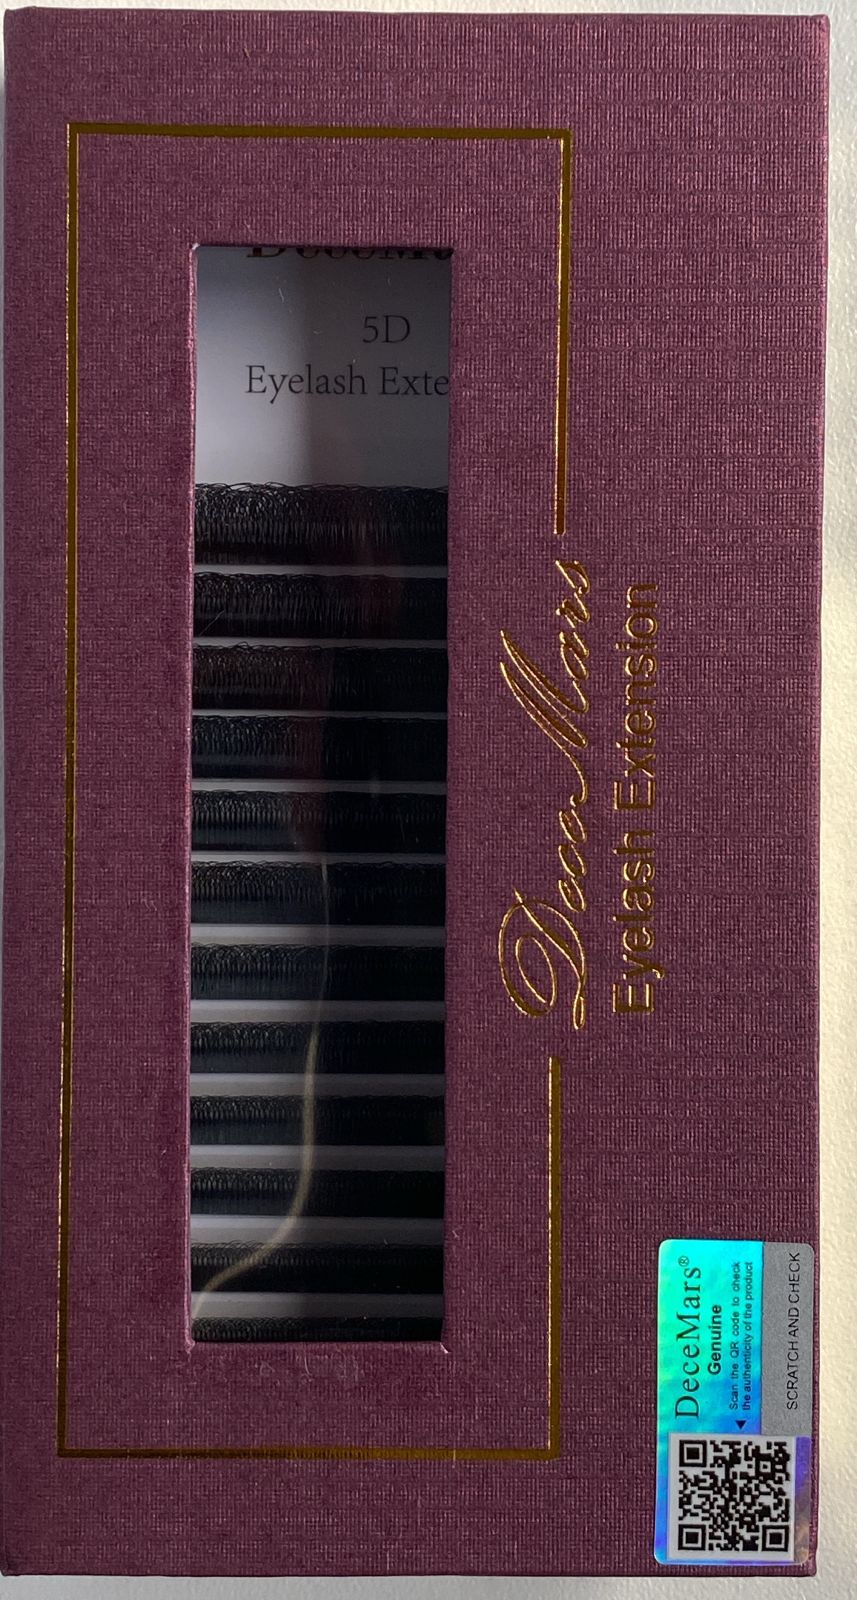 5D
Eyelash Exte
DeceMars
Eyelash Extension
DeceMars®
Genuine
Scan the QR code to check
the authenticity of the product
SCRATCH AND CHECK